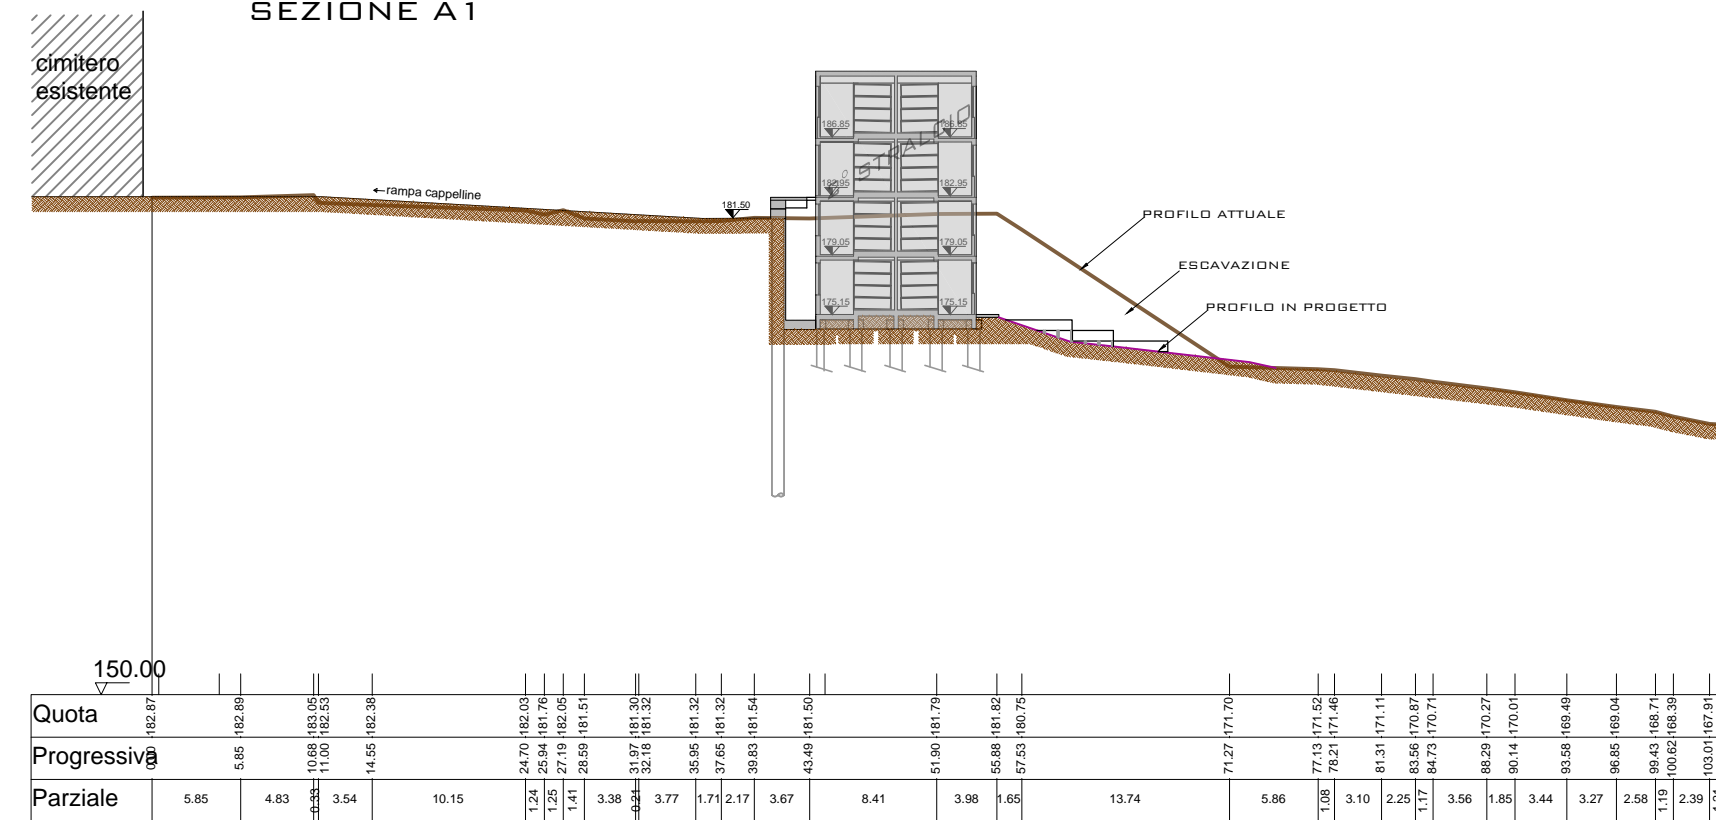 SEZIONE A1
cimitero
esistente
←rampa cappelline
181.50
186.85 186.85
STRALCIO
182.95 182.95
179.05 179.05
175.15 175.15
PROFILO ATTUALE
ESCAVAZIONE
PROFILO IN PROGETTO
150.00
Quota 182.87 182.89 183.05 182.53 182.38 182.03 181.76 182.05 181.51 181.30 181.32 181.32 181.32 181.54 181.50 181.79 181.82 180.75 171.70 171.52 171.46 171.11 170.87 170.71 170.27 170.01 169.49 169.04 168.71 168.39 167.91
Progressiva 0.00 5.85 10.68 11.00 14.55 24.70 25.94 27.19 28.59 31.97 32.18 35.95 37.65 39.83 43.49 51.90 55.88 57.53 71.27 77.13 78.21 81.31 83.56 84.73 88.29 90.14 93.58 96.85 99.43 100.62 103.01
Parziale 5.85 4.83 0.33 3.54 10.15 1.24 1.25 1.41 3.38 0.21 3.77 1.71 2.17 3.67 8.41 3.98 1.65 13.74 5.86 1.08 3.10 2.25 1.17 3.56 1.85 3.44 3.27 2.58 1.19 2.39